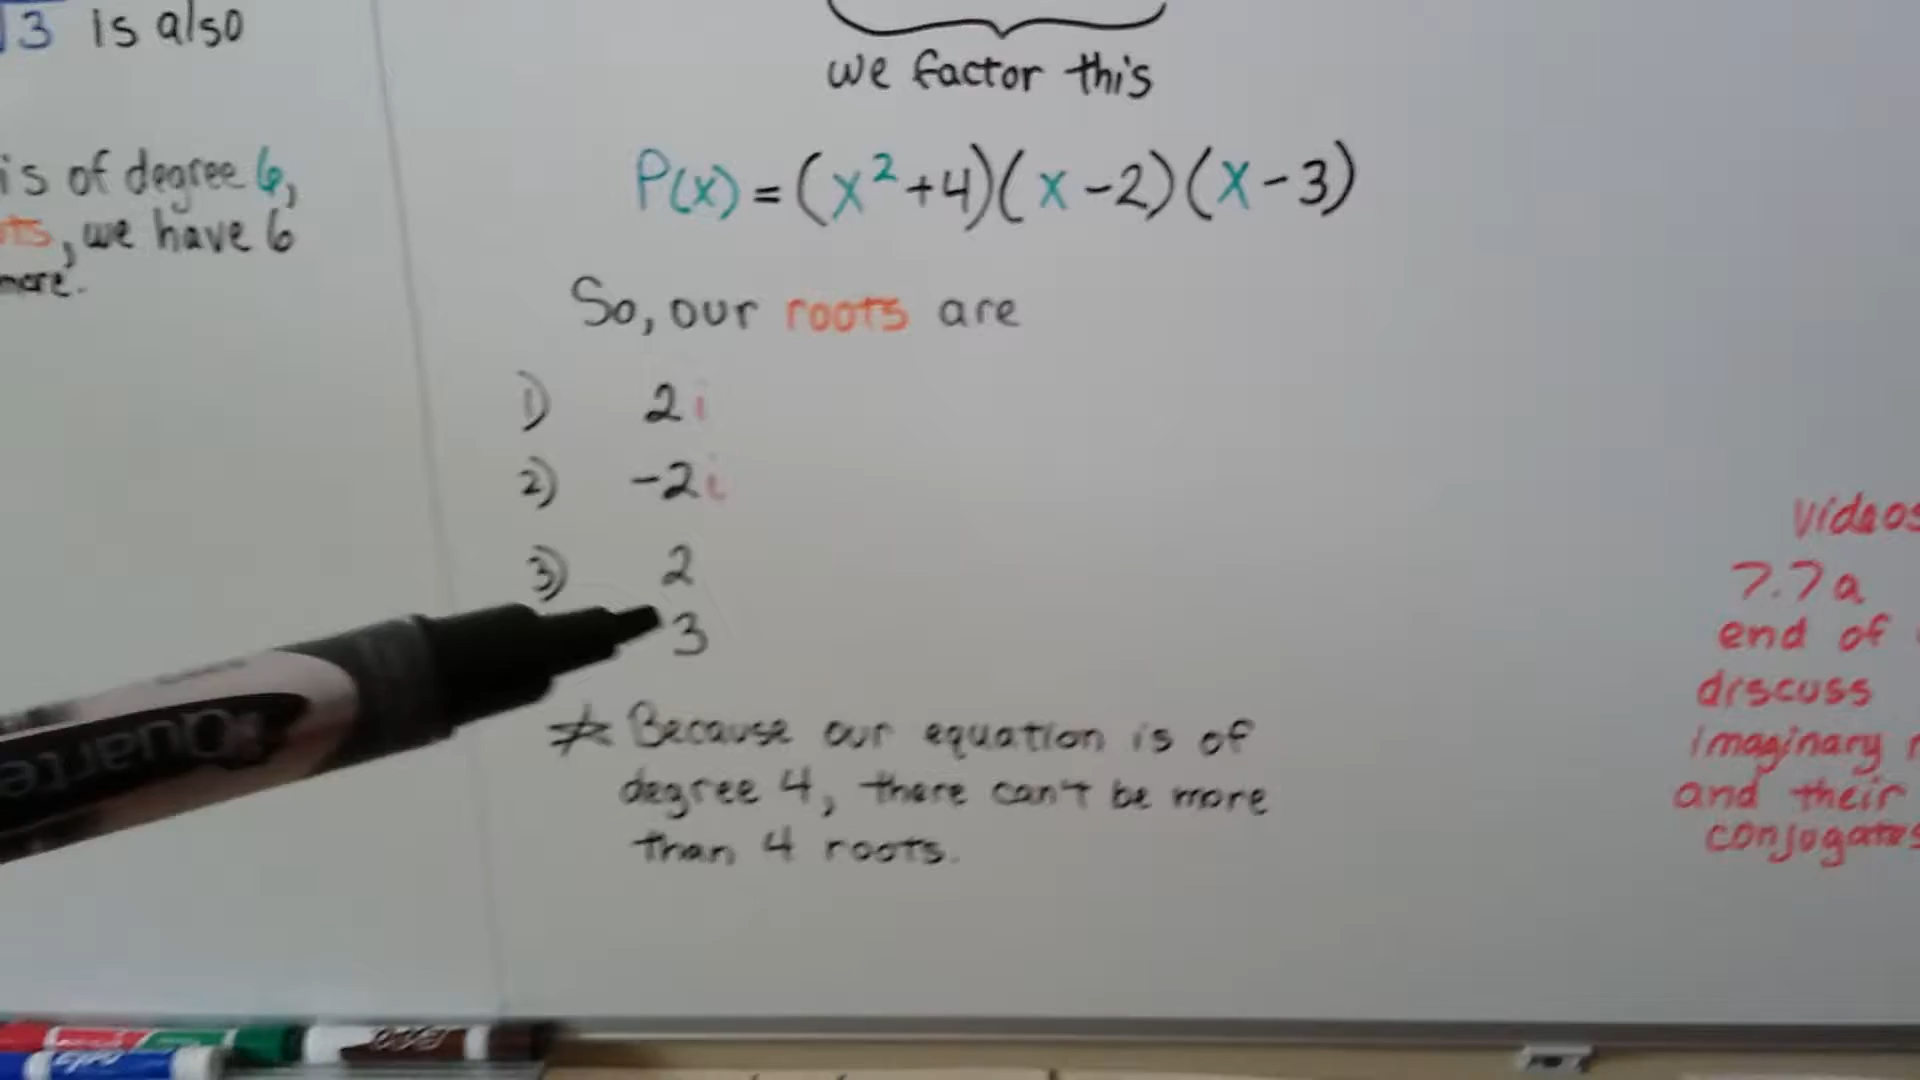 √3 is also
is of degree 6,
we have 6
more.
we factor this
P(x) = (x²+4)(x-2)(x-3)
So, our roots are
1) 2i
2) -2i
3) 2
3
☆ Because our equation is of
degree 4, there can't be more
than 4 roots.
Videos
7.7a
end of
discuss
imaginary
and their
conjugates
Quarte